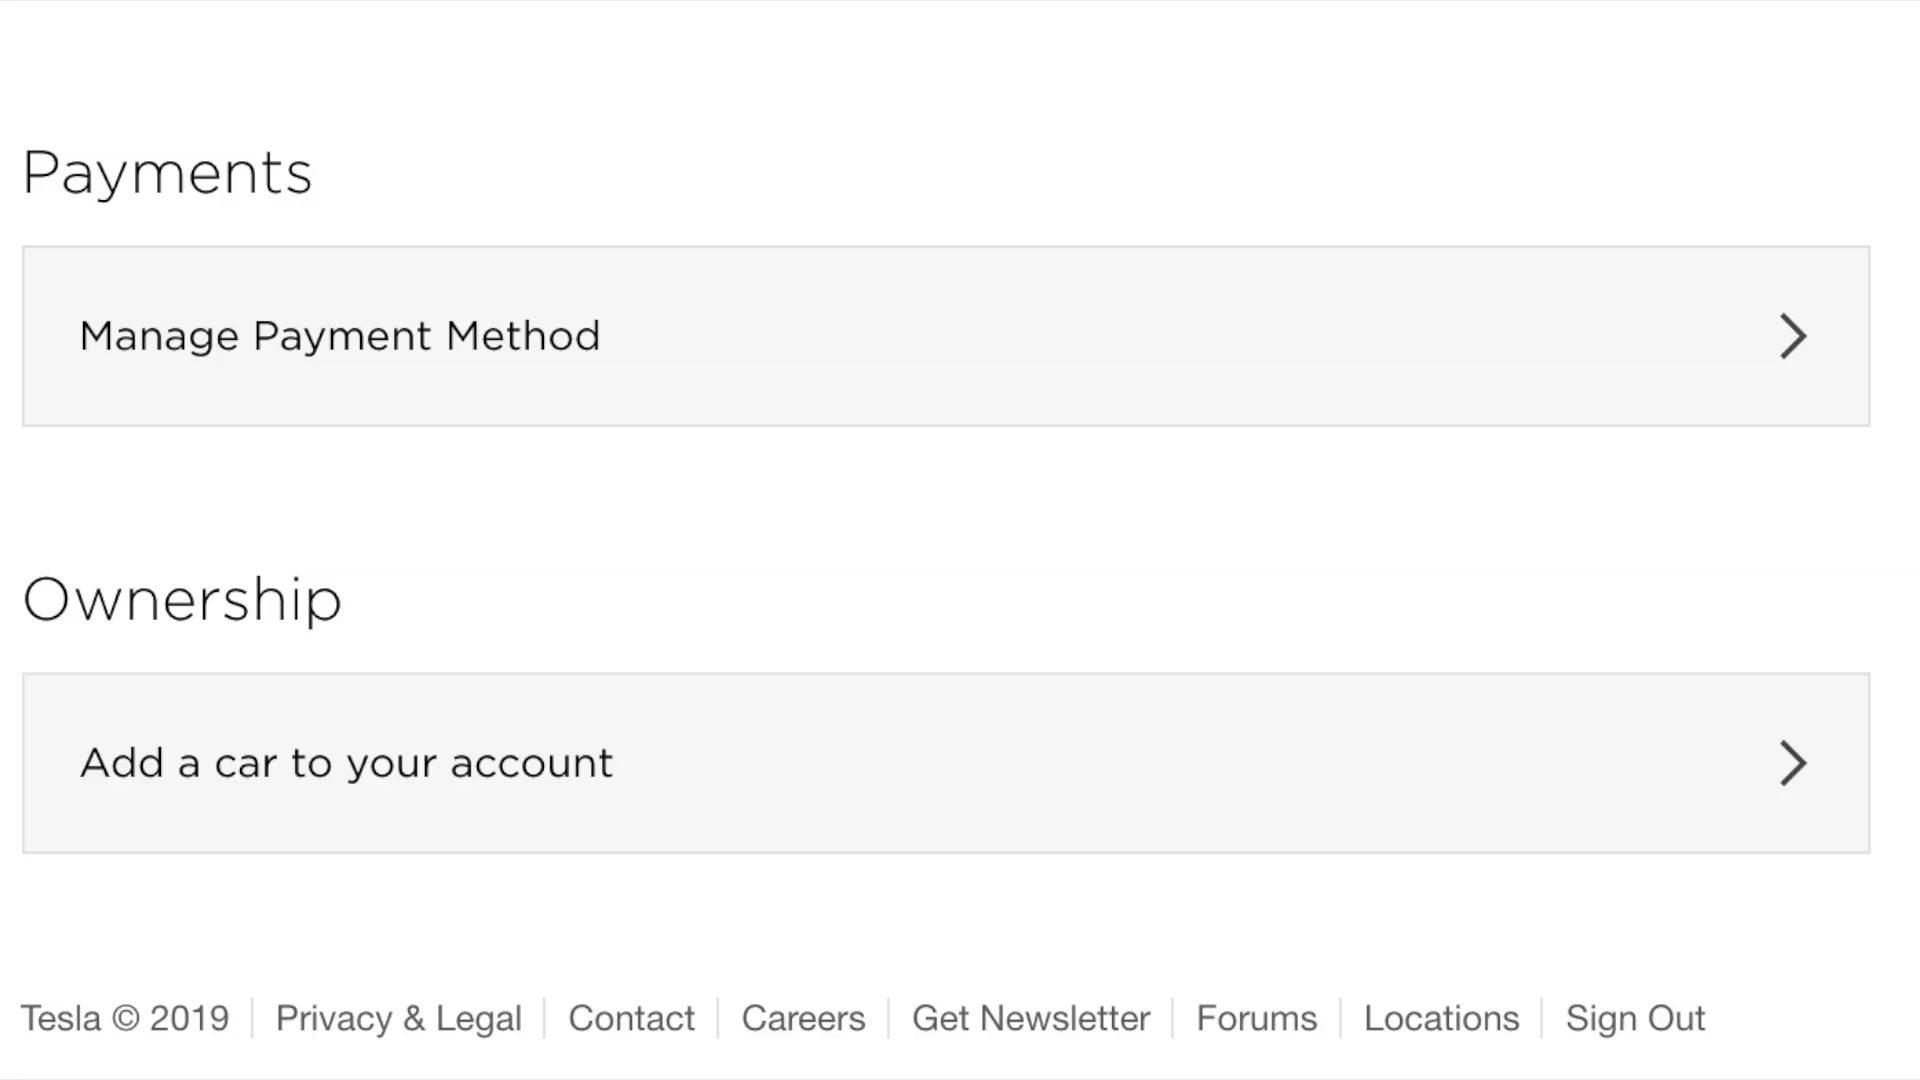 Payments
Manage Payment Method
Ownership
Add a car to your account
Tesla © 2019 Privacy & Legal Contact Careers Get Newsletter Forums Locations Sign Out